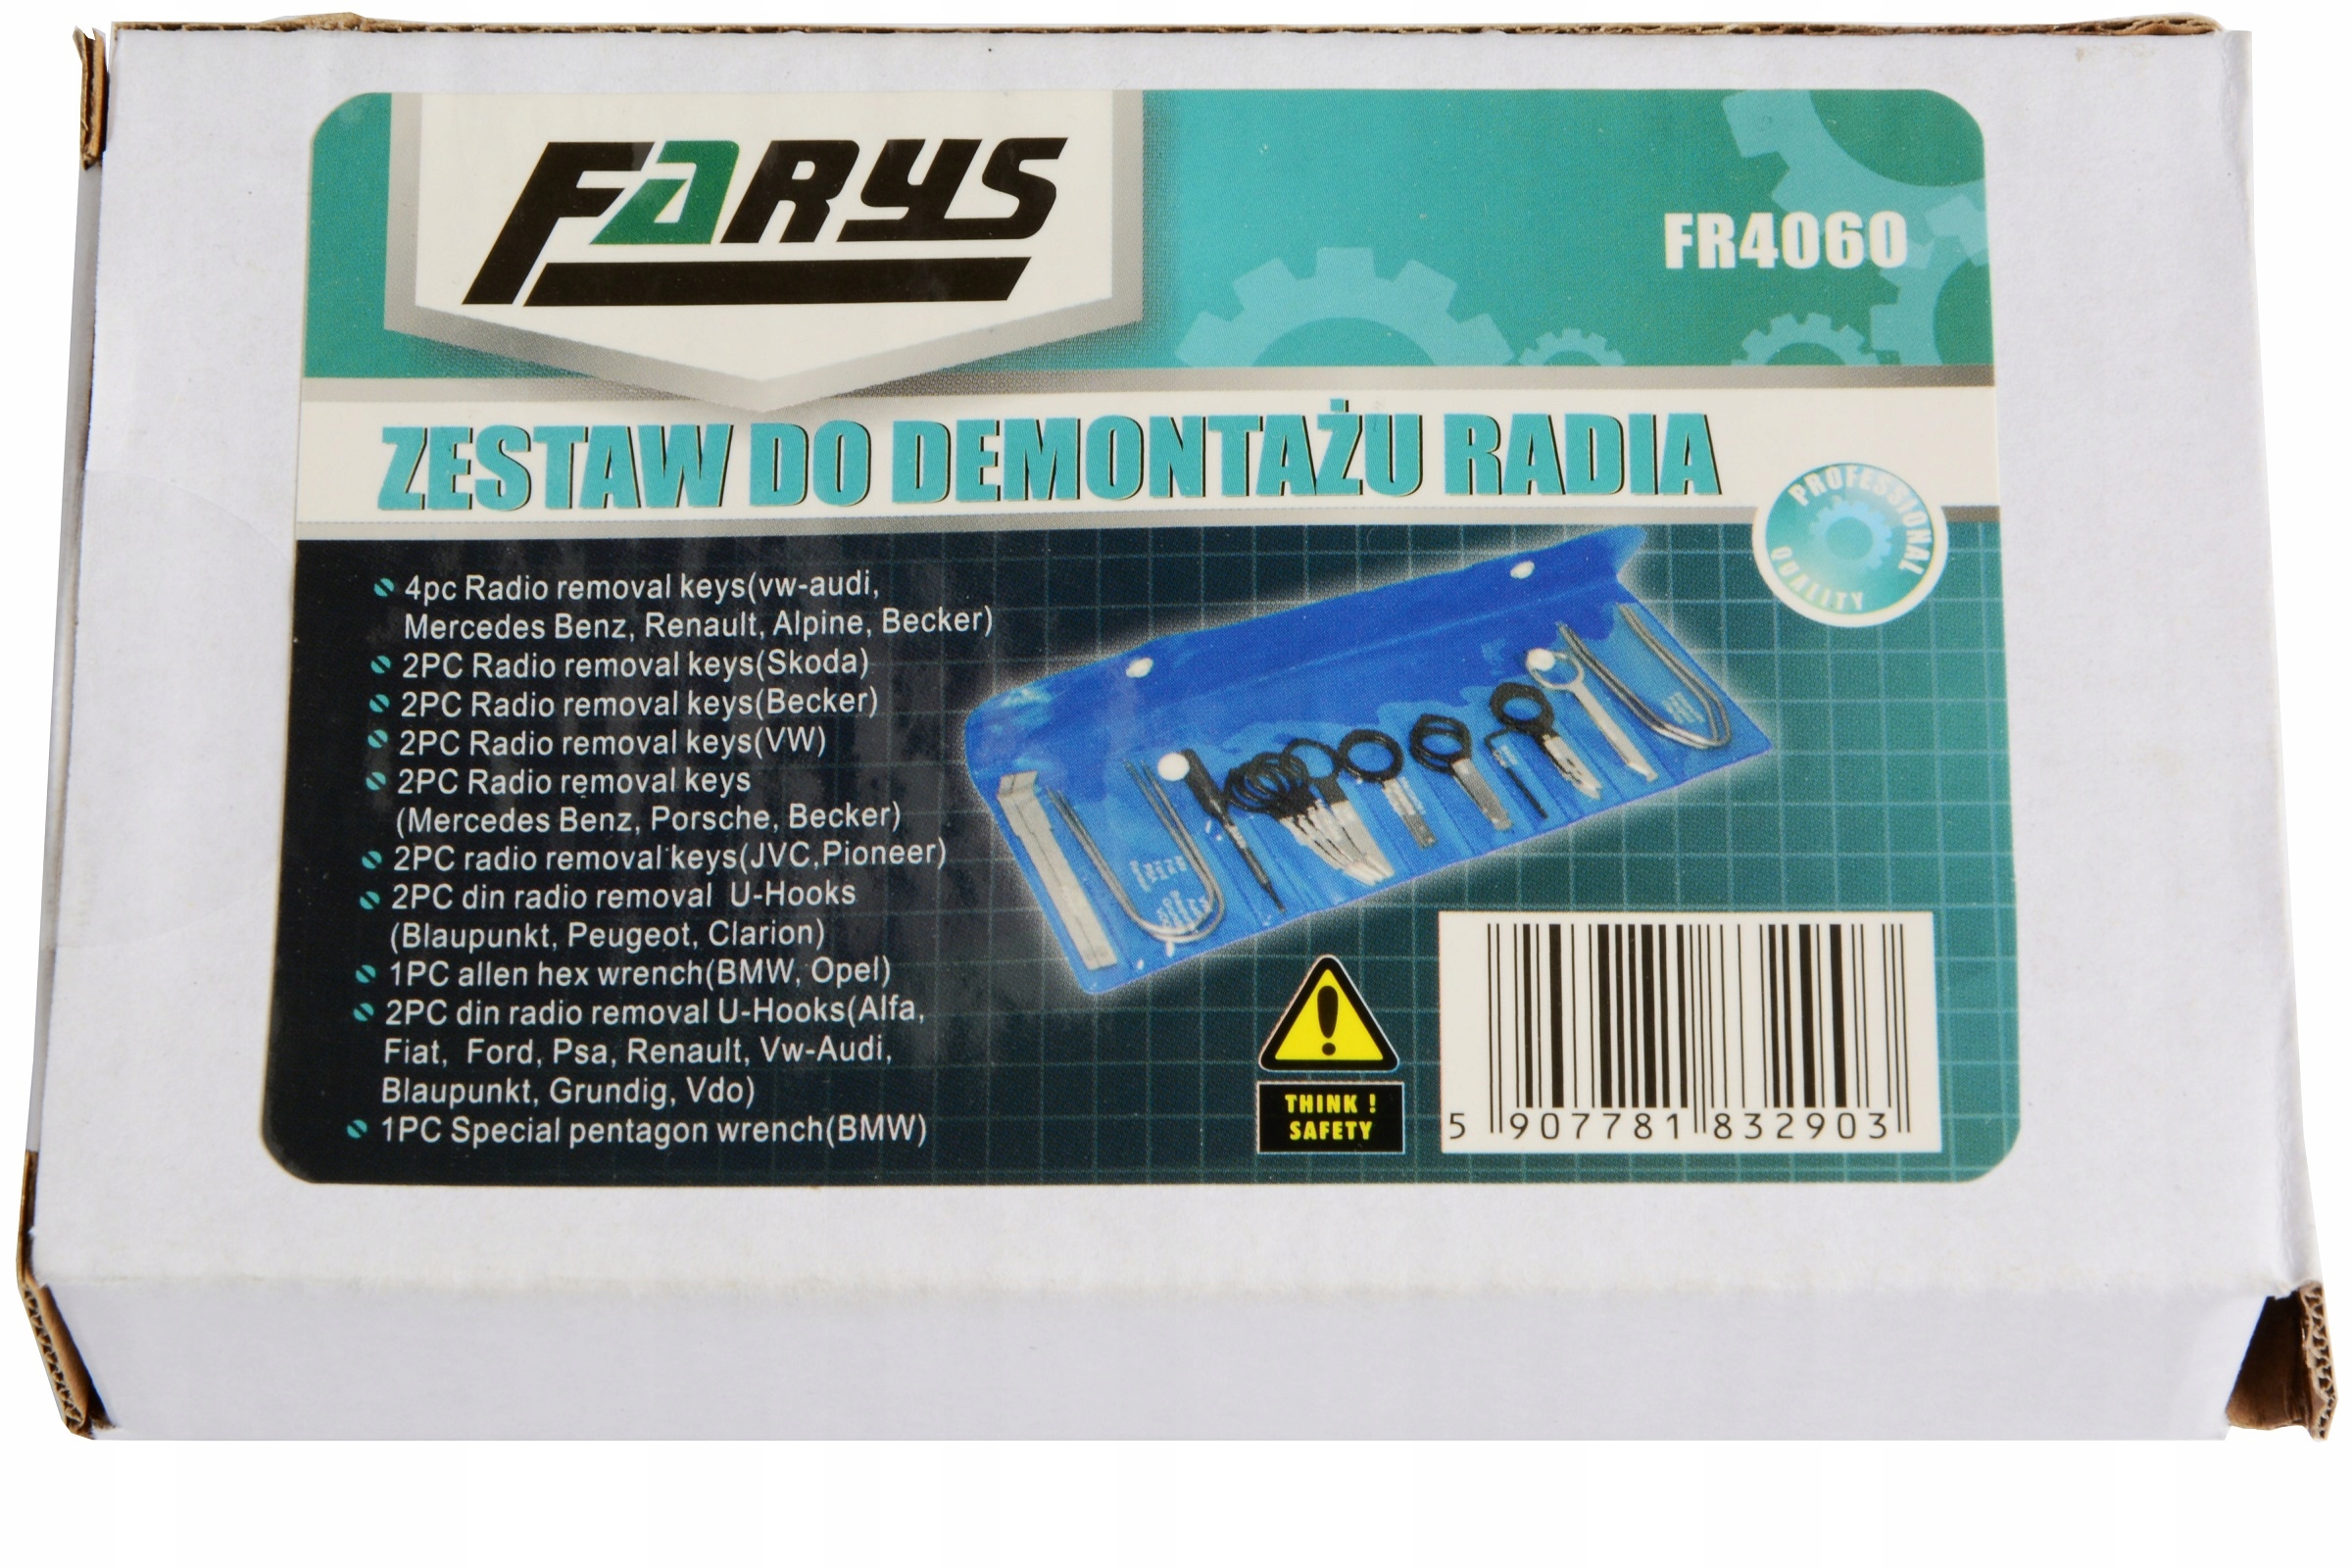 FARYS
FR4060
ZESTAW DO DEMONTAŻU RADIA
PROFESSIONAL
QUALITY
4pc Radio removal keys(vw-audi,
Mercedes Benz, Renault, Alpine, Becker)
2PC Radio removal keys(Skoda)
2PC Radio removal keys(Becker)
2PC Radio removal keys(VW)
2PC Radio removal keys
(Mercedes Benz, Porsche, Becker)
2PC radio removal keys(JVC,Pioneer)
2PC din radio removal U-Hooks
(Blaupunkt, Peugeot, Clarion)
1PC allen hex wrench(BMW, Opel)
2PC din radio removal U-Hooks(Alfa,
Fiat, Ford, Psa, Renault, Vw-Audi,
Blaupunkt, Grundig, Vdo)
1PC Special pentagon wrench(BMW)
THINK !
SAFETY
5 907781 832903